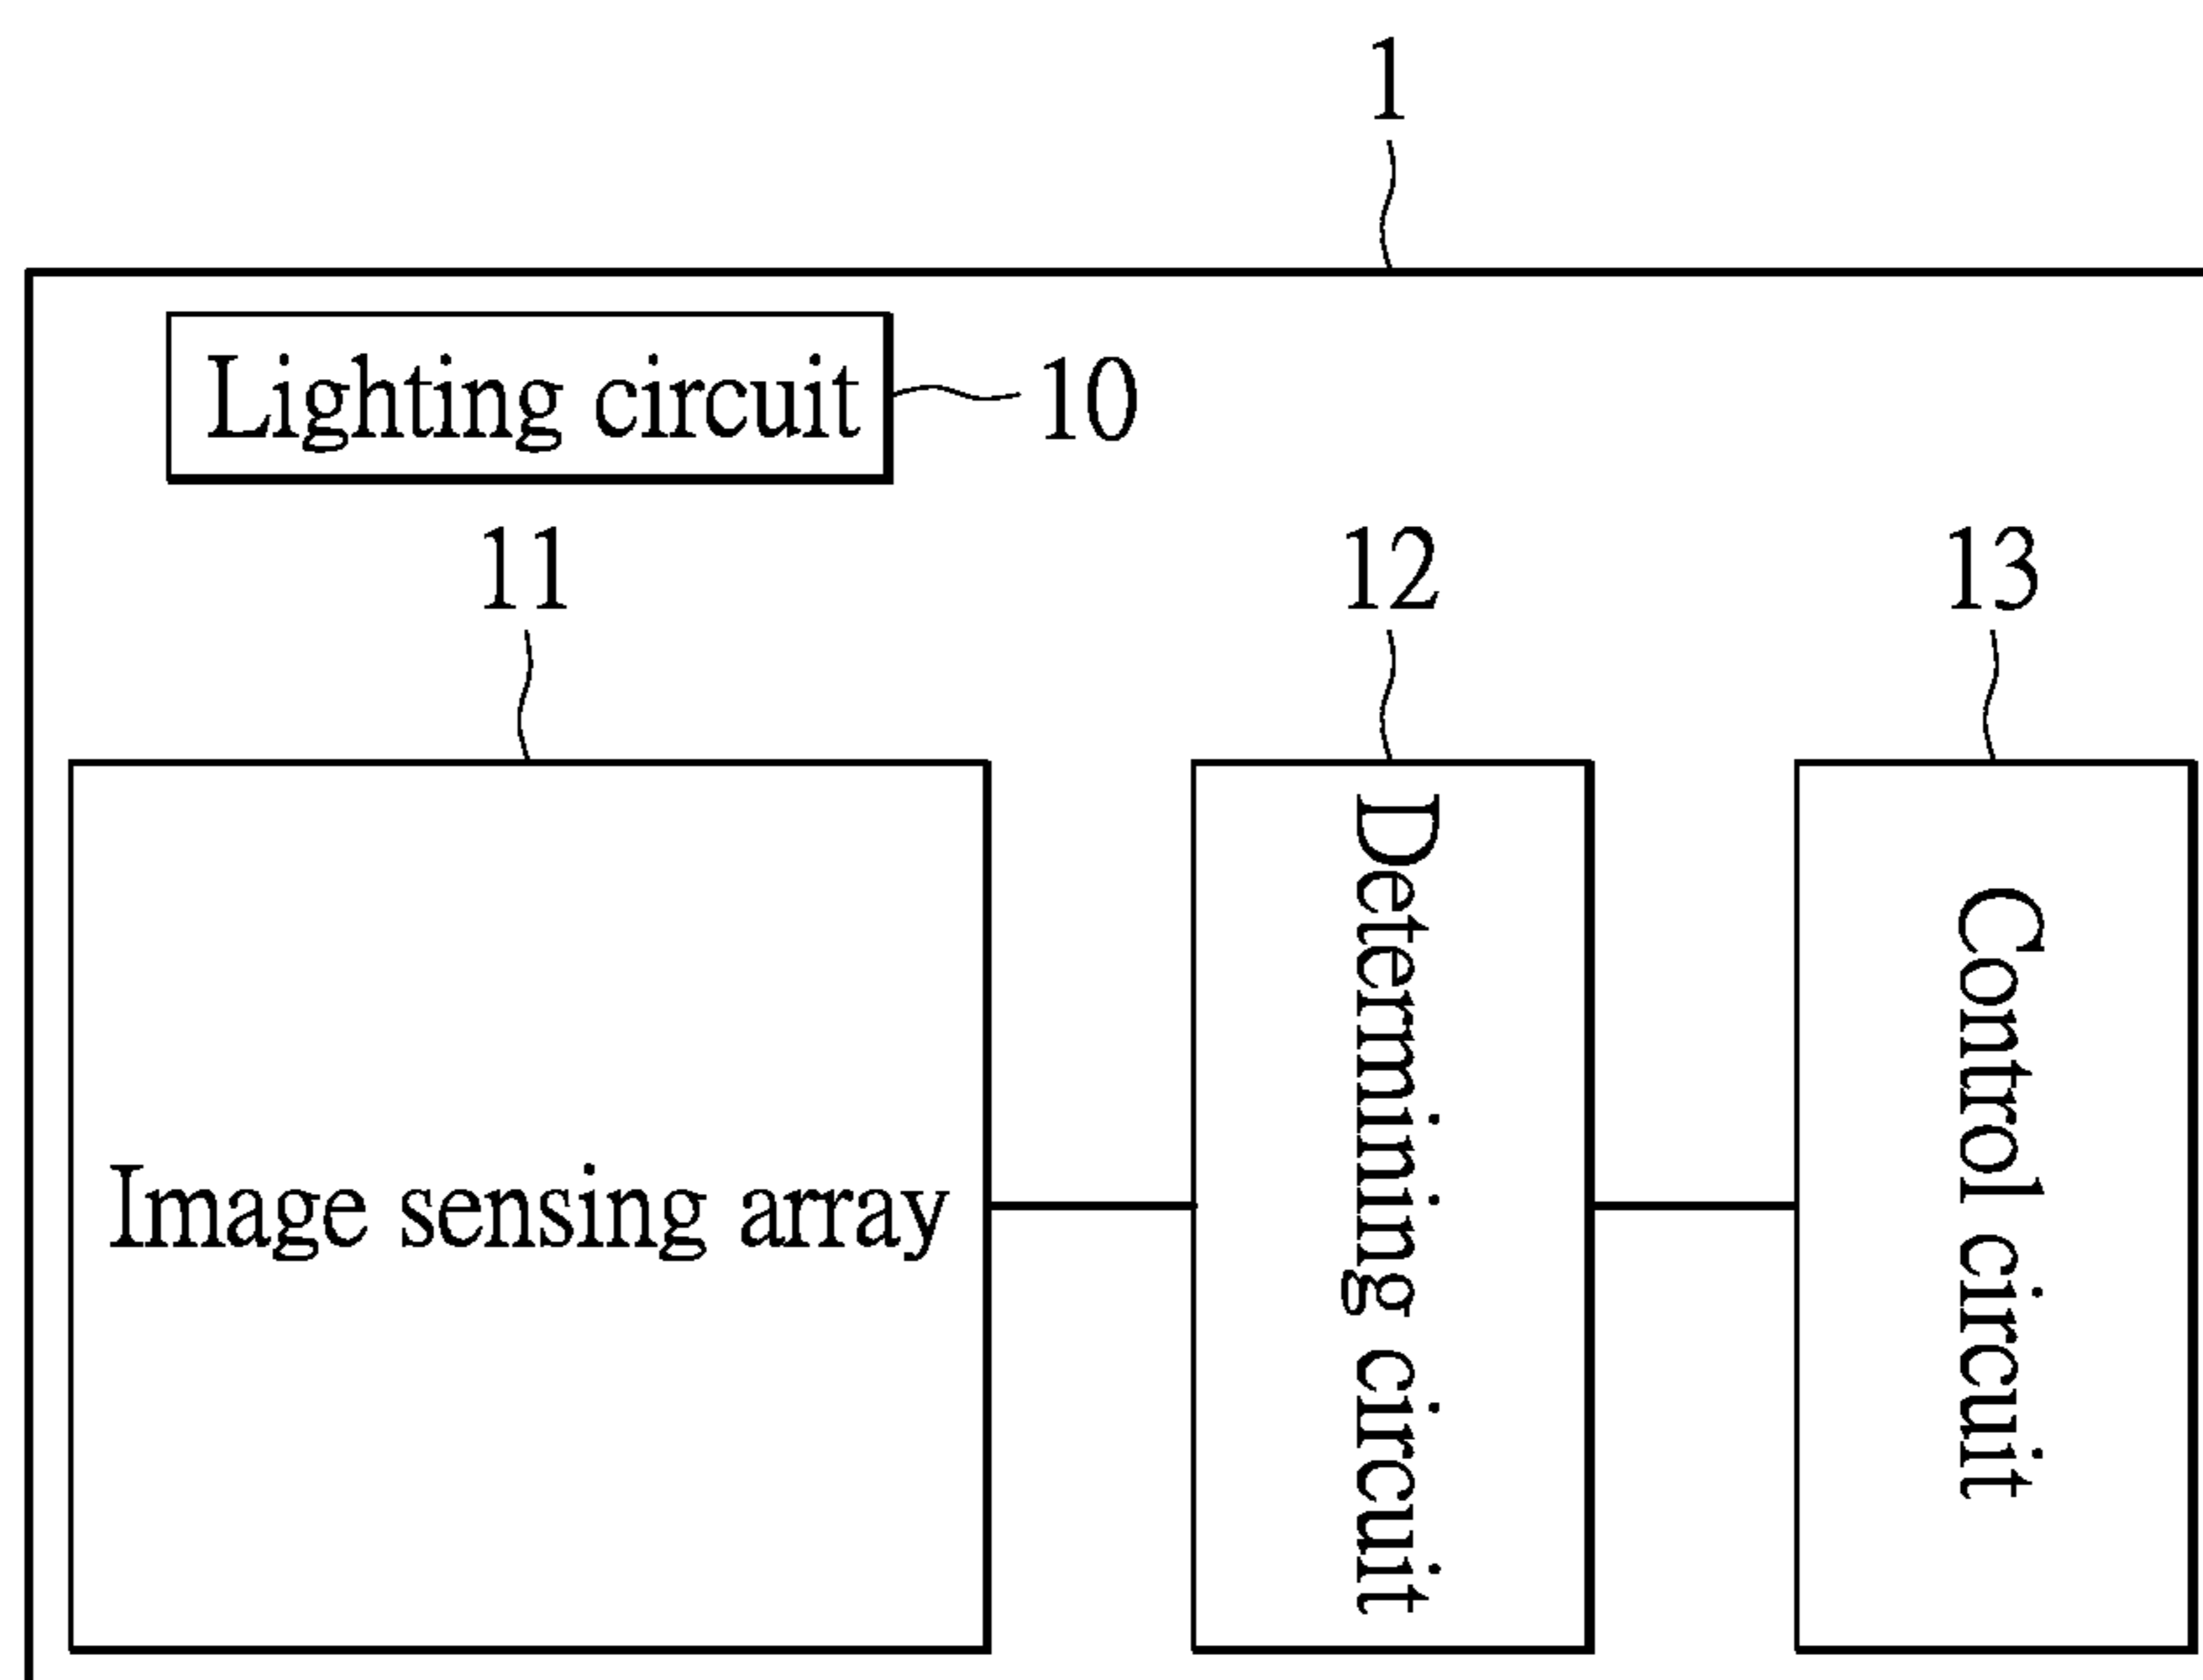 1
Lighting circuit 10
11 12 13
Image sensing array
Determining circuit
Control circuit